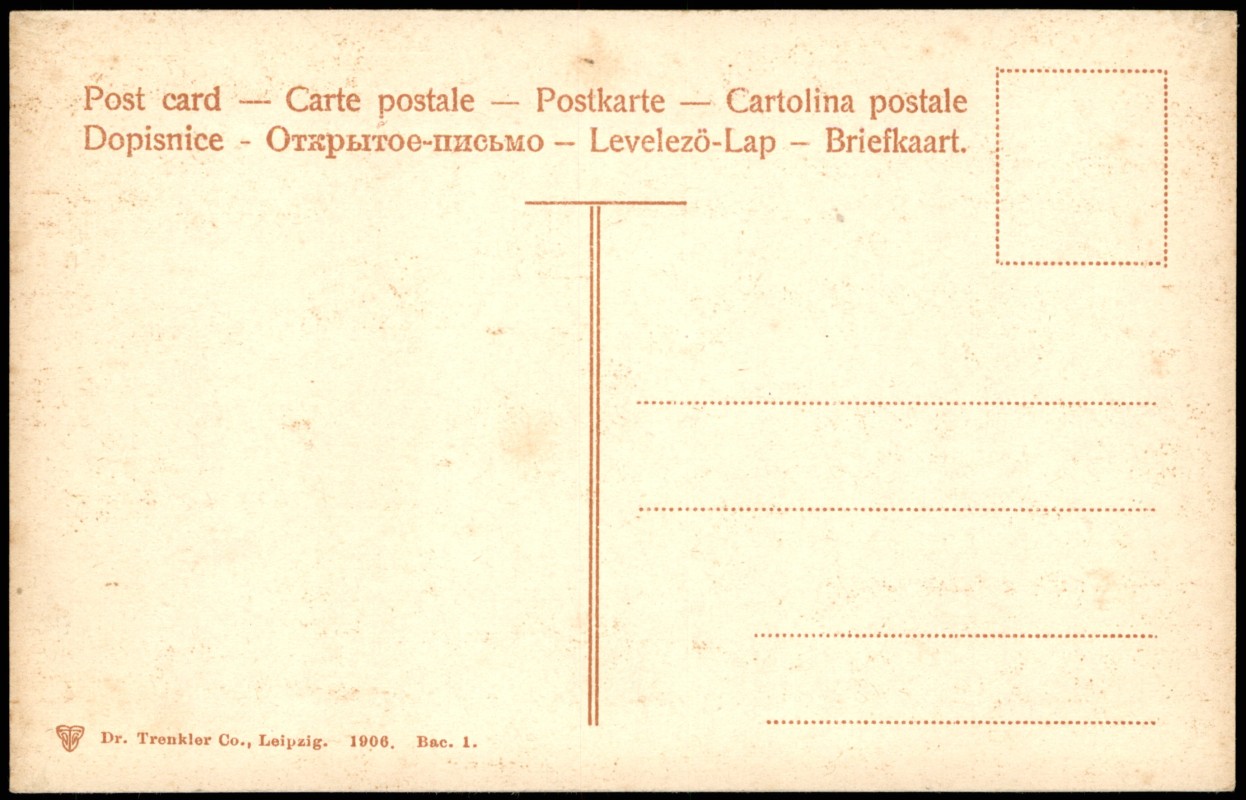 Post card — Carte postale — Postkarte — Cartolina postale
Dopisnice - Открытое-письмо – Levelezö-Lap – Briefkaart.
Dr. Trenkler Co., Leipzig. 1906. Bac. 1.